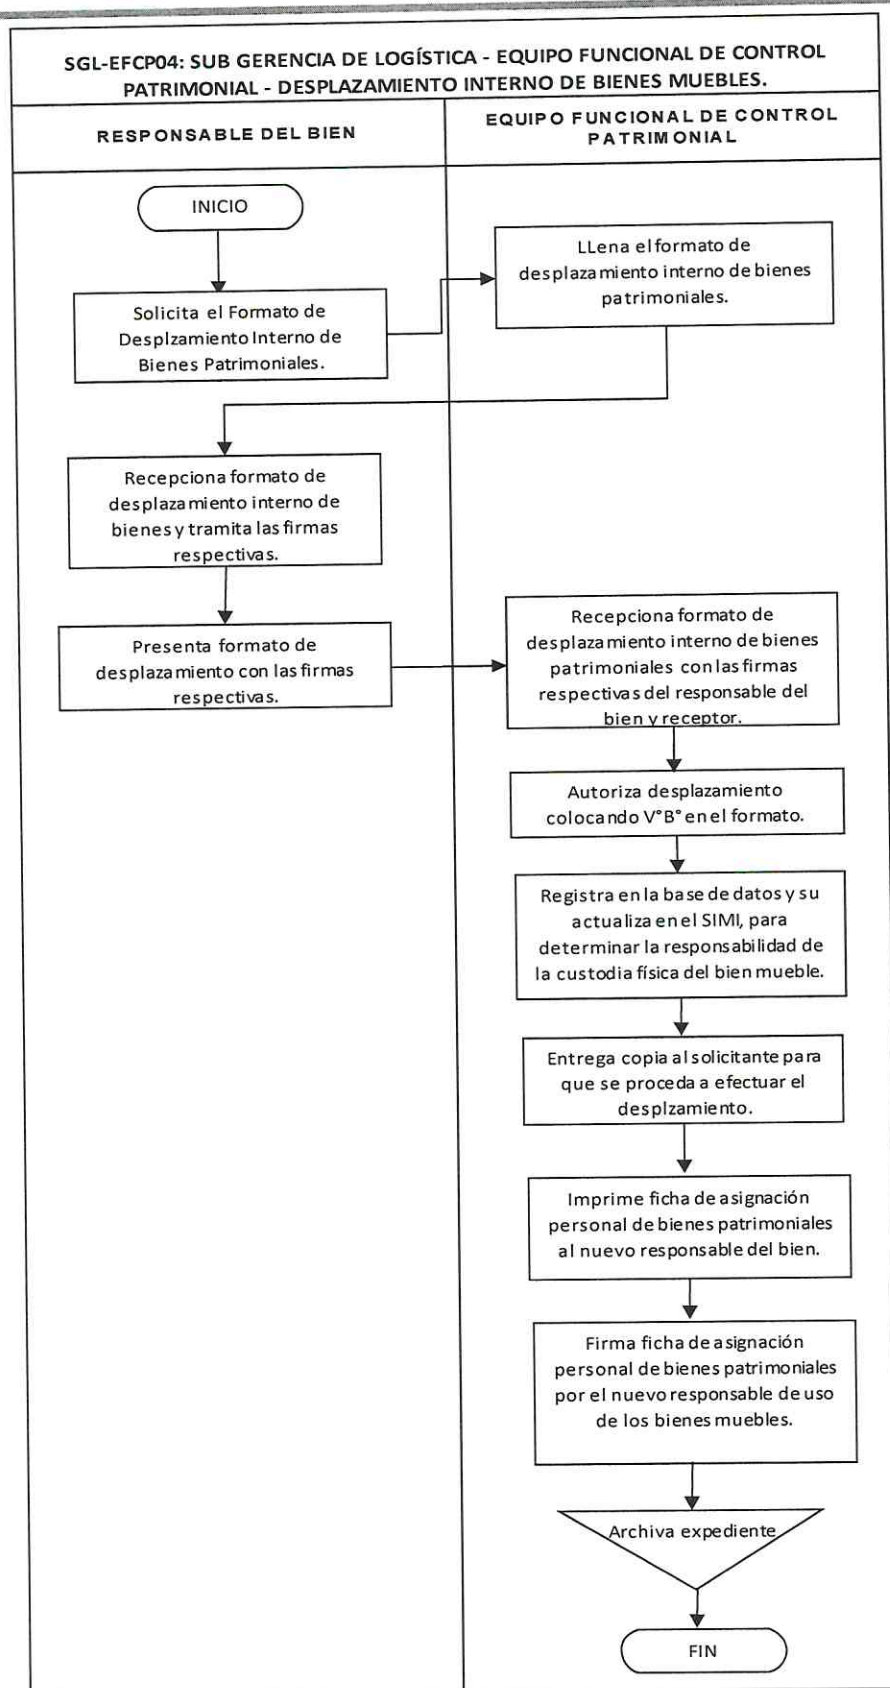 SGL-EFCP04: SUB GERENCIA DE LOGÍSTICA - EQUIPO FUNCIONAL DE CONTROL
PATRIMONIAL - DESPLAZAMIENTO INTERNO DE BIENES MUEBLES.
RESPONSABLE DEL BIEN
EQUIPO FUNCIONAL DE CONTROL
PATRIMONIAL
INICIO
Solicita el Formato de
Desplzamiento Interno de
Bienes Patrimoniales.
LLena el formato de
desplazamiento interno de bienes
patrimoniales.
Recepciona formato de
desplazamiento interno de
bienes y tramita las firmas
respectivas.
Presenta formato de
desplazamiento con las firmas
respectivas.
Recepciona formato de
desplazamiento interno de bienes
patrimoniales con las firmas
respectivas del responsable del
bien y receptor.
Autoriza desplazamiento
colocando V°B° en el formato.
Registra en la base de datos y su
actualiza en el SIMI, para
determinar la responsabilidad de
la custodia física del bien mueble.
Entrega copia al solicitante para
que se proceda a efectuar el
desplzamiento.
Imprime ficha de asignación
personal de bienes patrimoniales
al nuevo responsable del bien.
Firma ficha de asignación
personal de bienes patrimoniales
por el nuevo responsable de uso
de los bienes muebles.
Archiva expediente
FIN